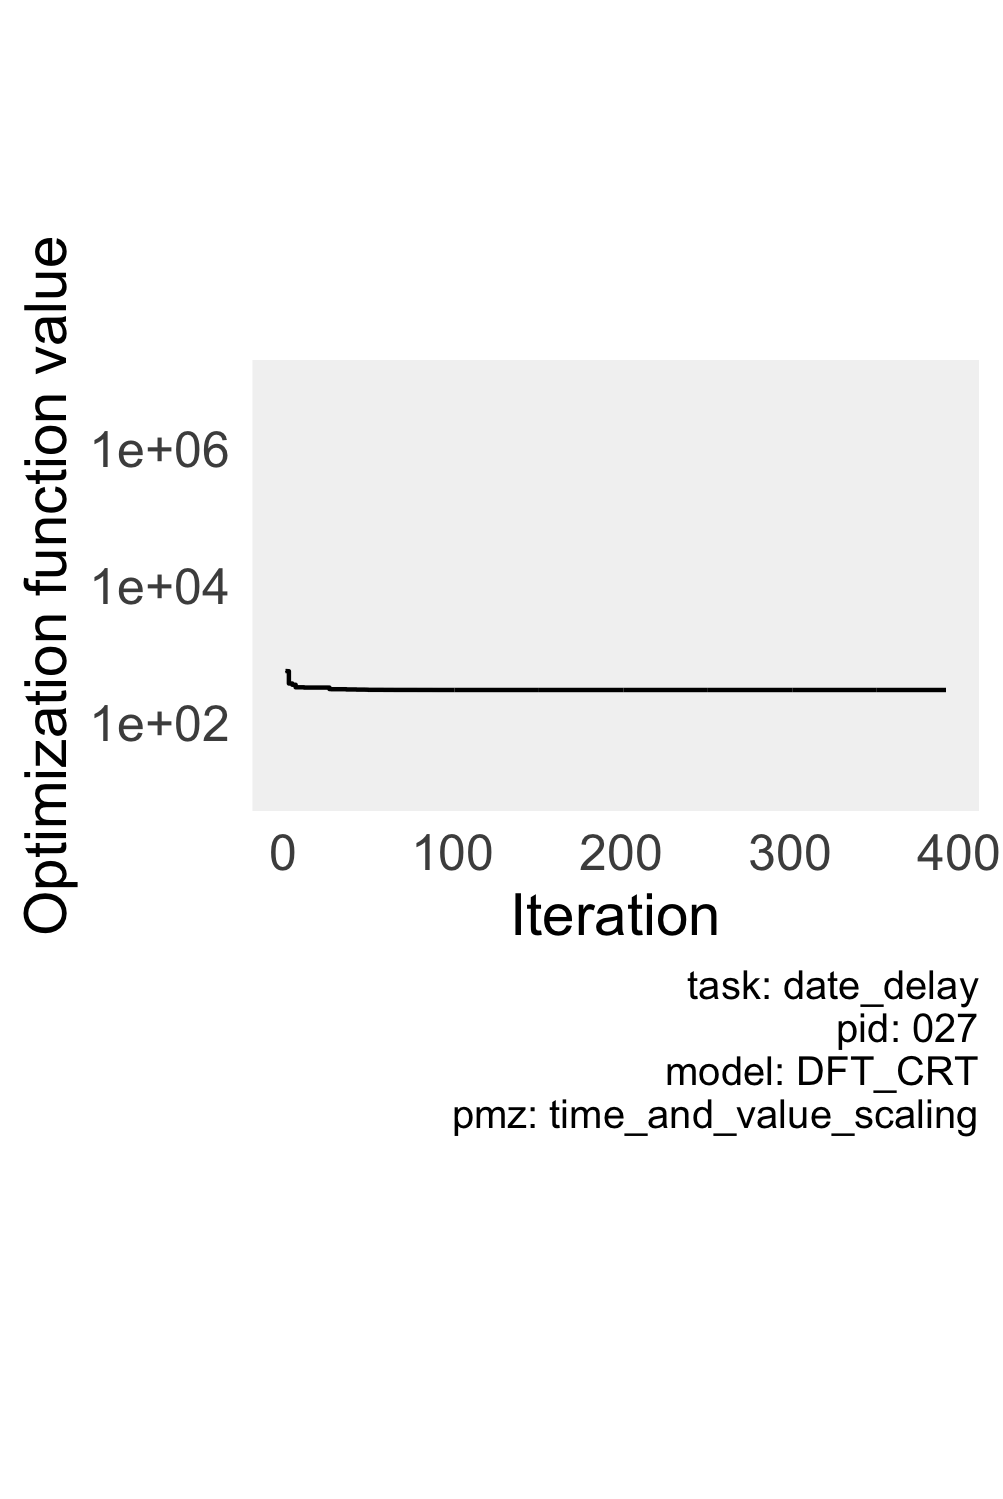 Optimization function value
1e+06
1e+04
1e+02
0 100 200 300 400
Iteration
task: date_delay
pid: 027
model: DFT_CRT
pmz: time_and_value_scaling